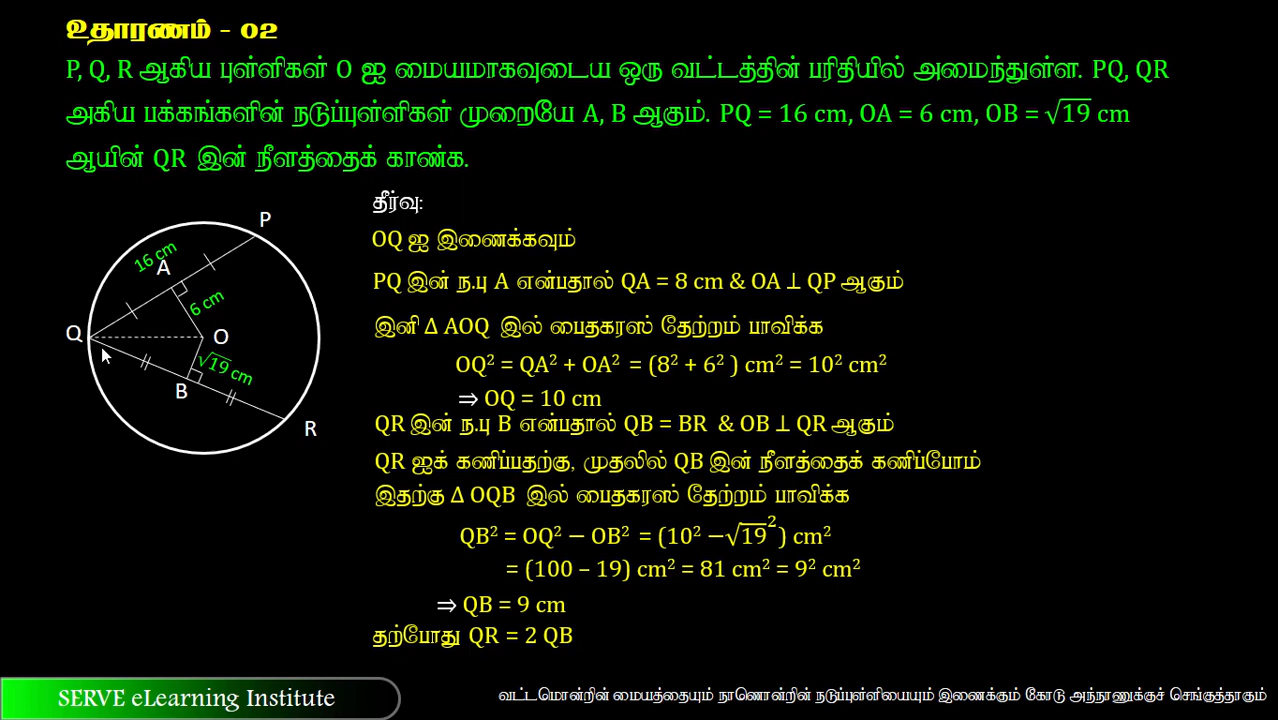 உதாரணம் - 02
P, Q, R ஆகிய புள்ளிகள் O ஐ மையமாகவுடைய ஒரு வட்டத்தின் பரிதியில் அமைந்துள்ள. PQ, QR
அகிய பக்கங்களின் நடுப்புள்ளிகள் முறையே A, B ஆகும். PQ = 16 cm, OA = 6 cm, OB = √19 cm
ஆயின் QR இன் நீளத்தைக் காண்க.
தீர்வு:
P
16 cm
A
6 cm
Q
O
√19 cm
B
R
OQ ஐ இணைக்கவும்
PQ இன் ந.பு A என்பதால் QA = 8 cm & OA ⊥ QP ஆகும்
இனி Δ AOQ இல் பைதகரஸ் தேற்றம் பாவிக்க
OQ² = QA² + OA² = (8² + 6² ) cm² = 10² cm²
⇒ OQ = 10 cm
QR இன் ந.பு B என்பதால் QB = BR & OB ⊥ QR ஆகும்
QR ஐக் கணிப்பதற்கு, முதலில் QB இன் நீளத்தைக் கணிப்போம்
இதற்கு Δ OQB இல் பைதகரஸ் தேற்றம் பாவிக்க
QB² = OQ² − OB² = (10² −√19²) cm²
= (100 – 19) cm² = 81 cm² = 9² cm²
⇒ QB = 9 cm
தற்போது QR = 2 QB
SERVE eLearning Institute
வட்டமொன்றின் மையத்தையும் நாணொன்றின் நடுப்புள்ளியையும் இணைக்கும் கோடு அந்நாணுக்குச் செங்குத்தாகும்